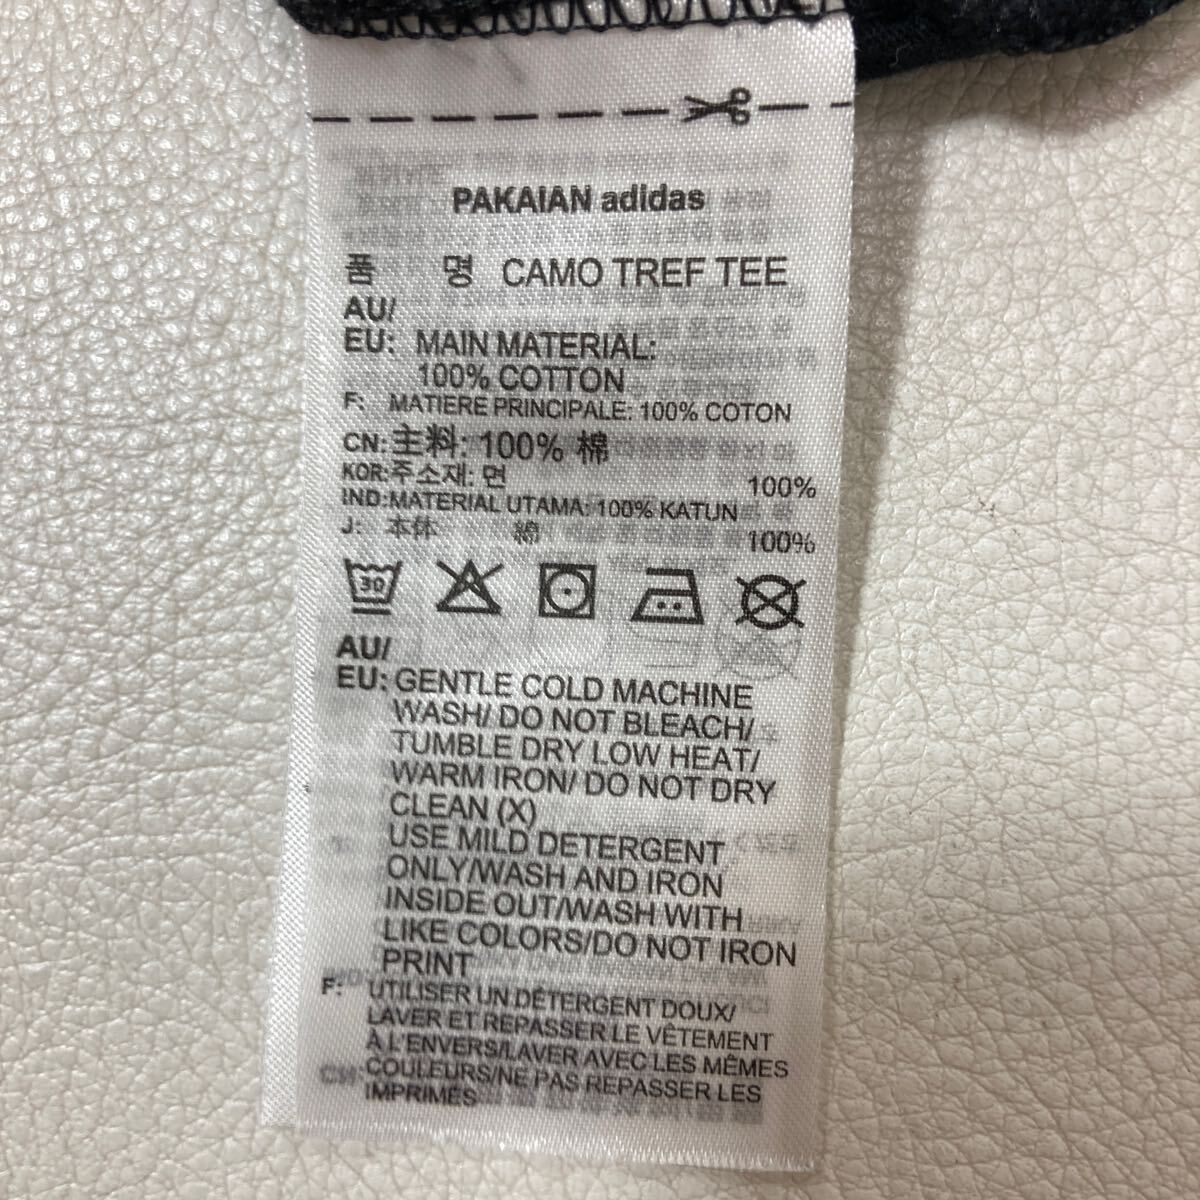 PAKAIAN adidas
품 명 CAMO TREF TEE
AU/
EU: MAIN MATERIAL:
100% COTTON
F: MATIERE PRINCIPALE: 100% COTON
CN: 主料: 100% 棉
KOR: 주소재: 면 100%
IND: MATERIAL UTAMA: 100% KATUN
J: 本体 綿 100%
30
AU/
EU: GENTLE COLD MACHINE
WASH/ DO NOT BLEACH/
TUMBLE DRY LOW HEAT/
WARM IRON/ DO NOT DRY
CLEAN (X)
USE MILD DETERGENT
ONLY/WASH AND IRON
INSIDE OUT/WASH WITH
LIKE COLORS/DO NOT IRON
PRINT
F: UTILISER UN DÉTERGENT DOUX/
LAVER ET REPASSER LE VÊTEMENT
À L'ENVERS/LAVER AVEC LES MÊMES
COULEURS/NE PAS REPASSER LES
IMPRIMÉS